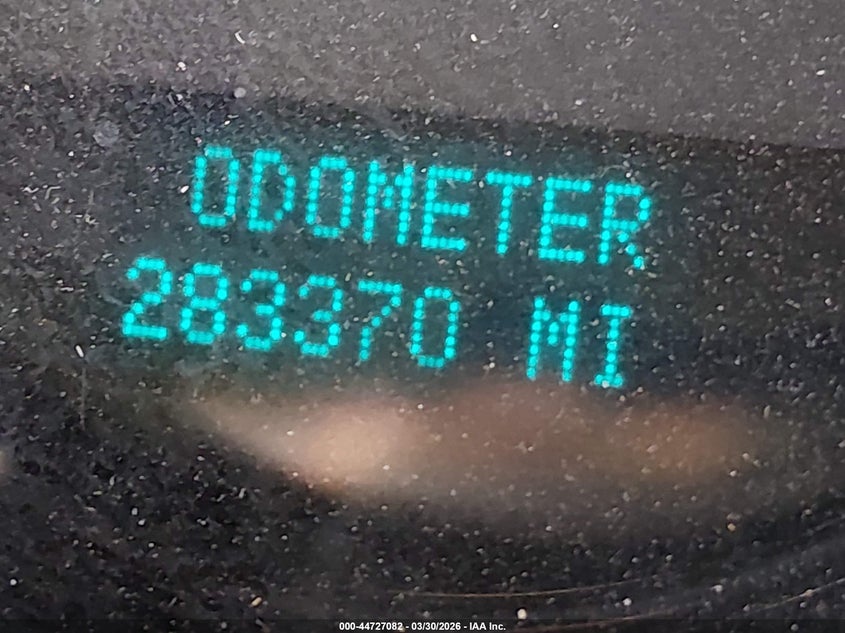 ODOMETER
283370 MI
000-44727082 - 03/30/2026 - IAA Inc.